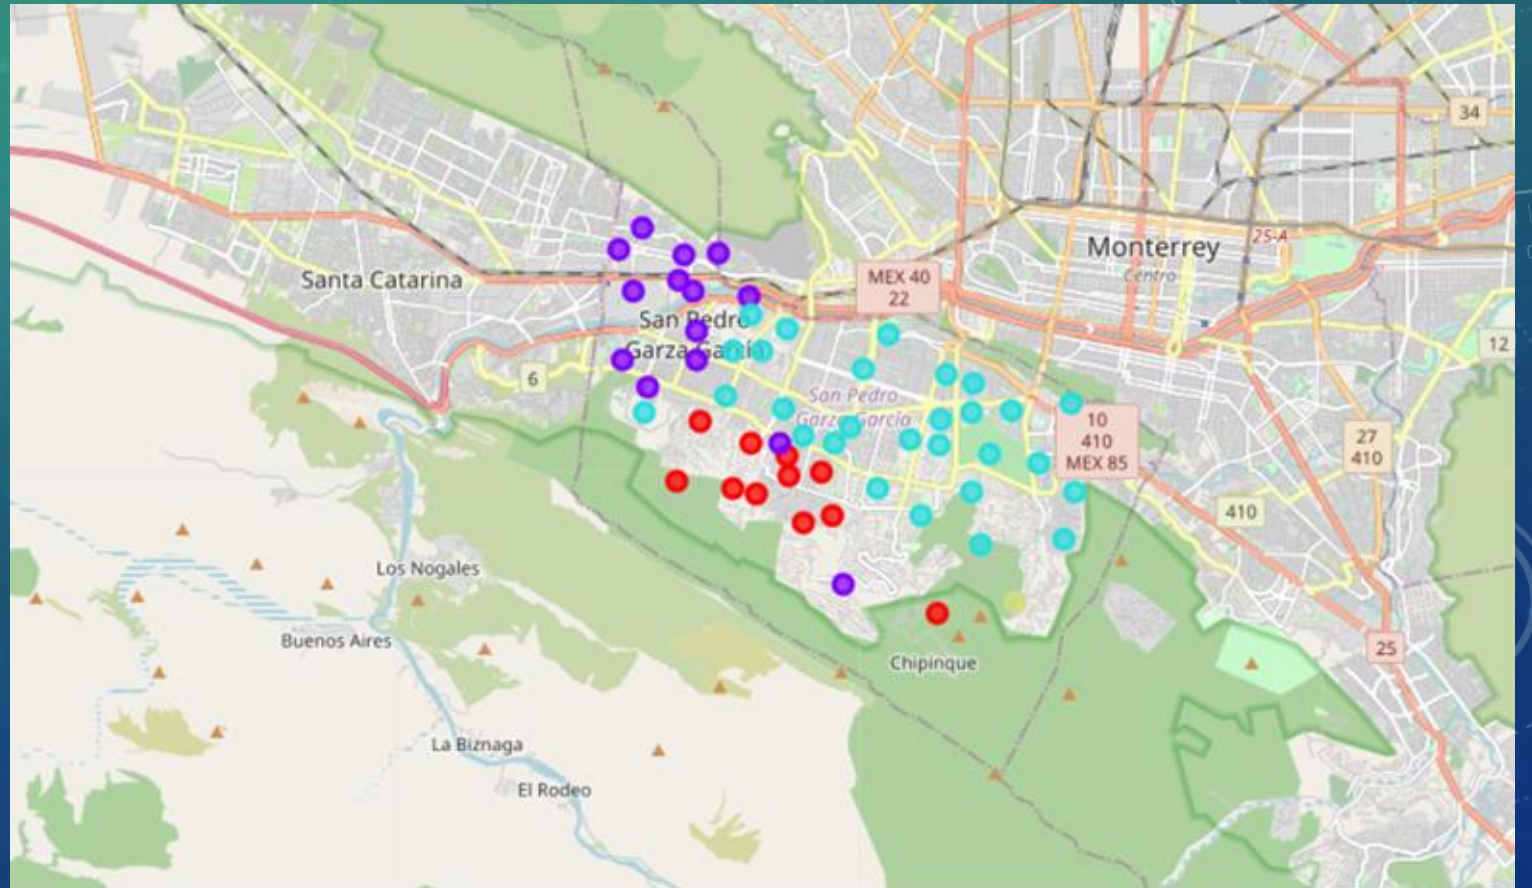 34
Monterrey
25-A
Centro
Santa Catarina
MEX 40
22
San Pedro
Garza García
12
6
San Pedro
Garza García
10
410
MEX 85
27
410
410
Los Nogales
Buenos Aires
25
Chipinque
La Biznaga
El Rodeo